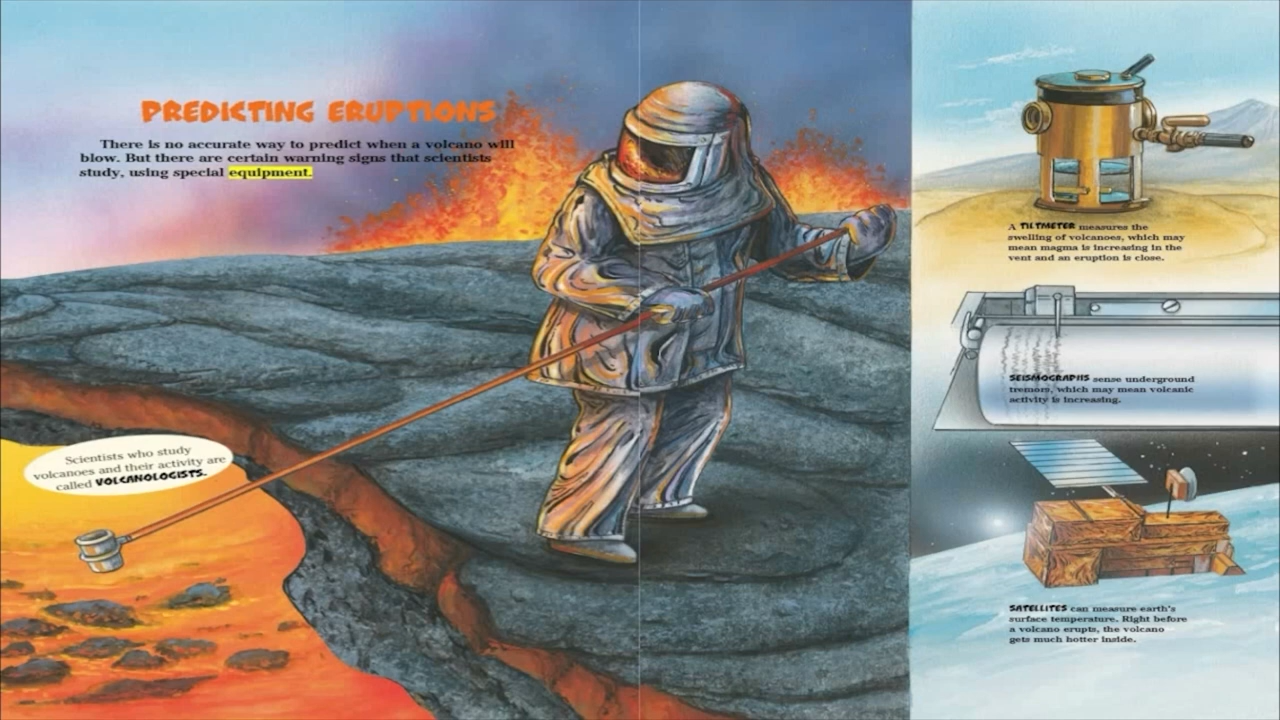 PREDICTING ERUPTIONS
There is no accurate way to predict when a volcano will
blow. But there are certain warning signs that scientists
study, using special equipment.
Scientists who study
volcanoes and their activity are
called VOLCANOLOGISTS.
A TILTMETER measures the
swelling of volcanoes, which may
mean magma is increasing in the
vent and an eruption is close.
SEISMOGRAPHS sense underground
tremors, which may mean volcanic
activity is increasing.
SATELLITES can measure earth's
surface temperature. Right before
a volcano erupts, the volcano
gets much hotter inside.